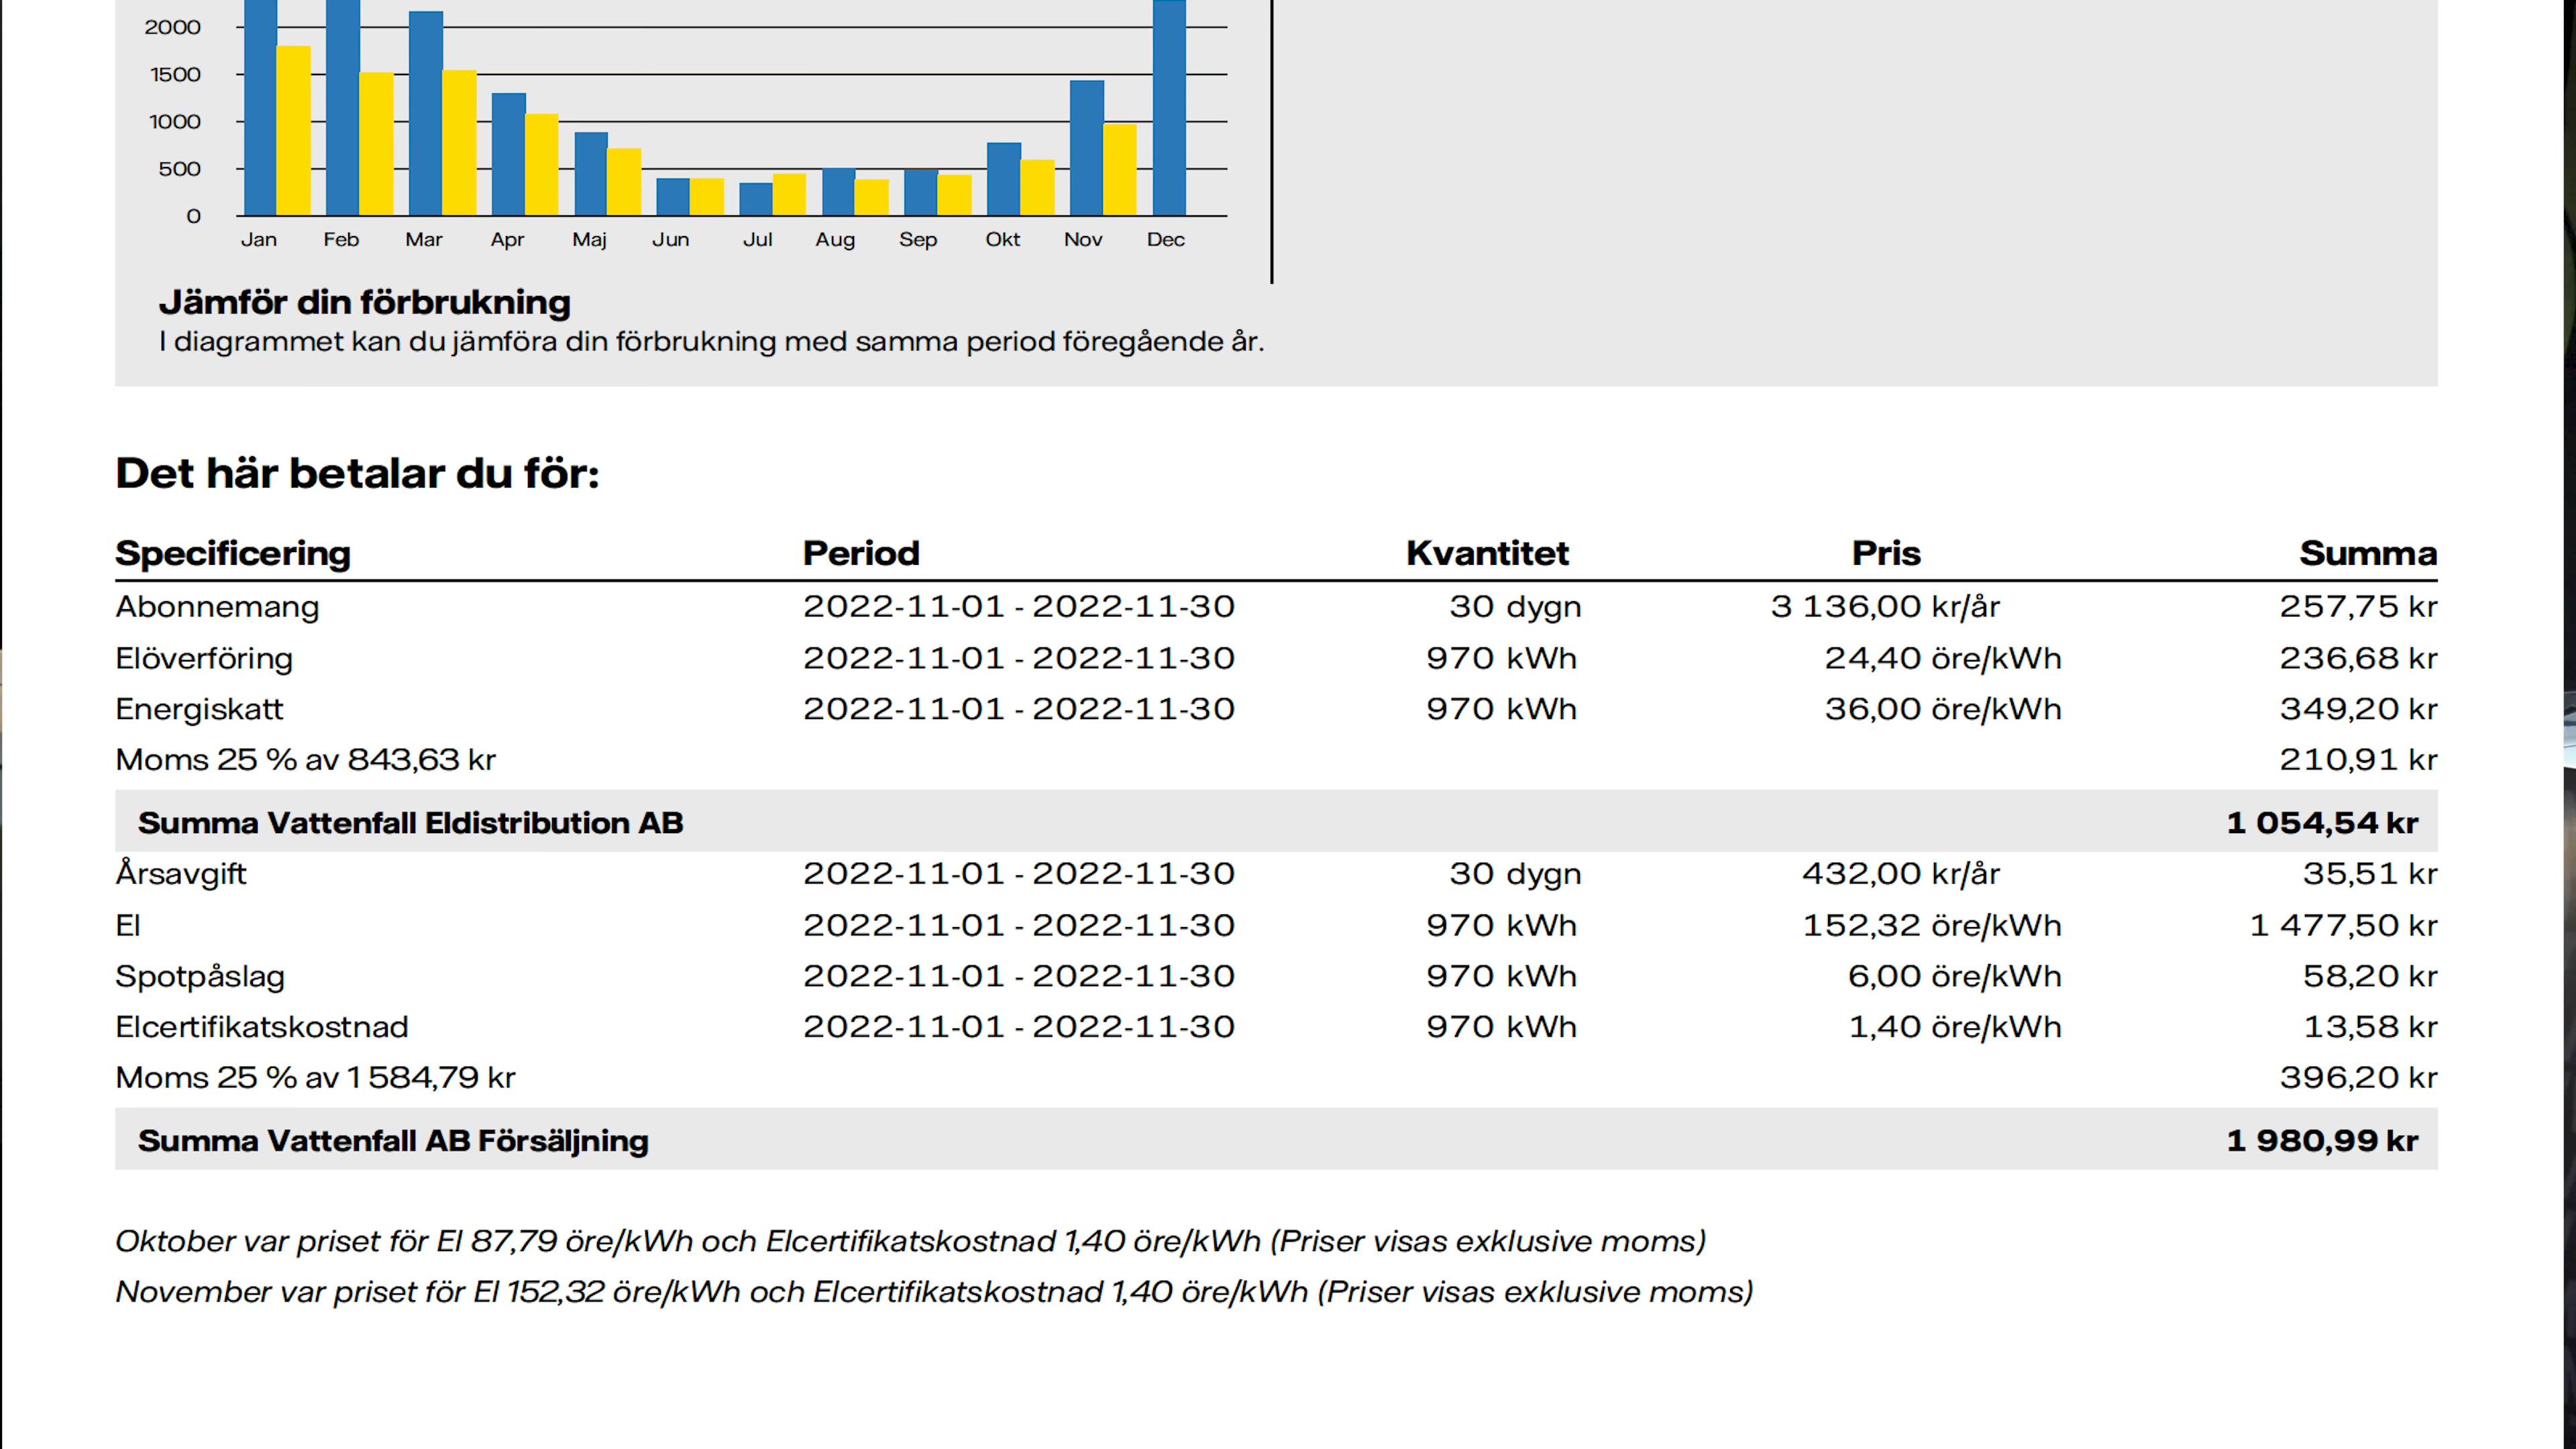 2000
1500
1000
500
0
Jan Feb Mar Apr Maj Jun Jul Aug Sep Okt Nov Dec
Jämför din förbrukning
I diagrammet kan du jämföra din förbrukning med samma period föregående år.
Det här betalar du för:
Specificering Period Kvantitet Pris Summa
Abonnemang 2022-11-01 - 2022-11-30 30 dygn 3 136,00 kr/år 257,75 kr
Elöverföring 2022-11-01 - 2022-11-30 970 kWh 24,40 öre/kWh 236,68 kr
Energiskatt 2022-11-01 - 2022-11-30 970 kWh 36,00 öre/kWh 349,20 kr
Moms 25 % av 843,63 kr 210,91 kr
Summa Vattenfall Eldistribution AB 1 054,54 kr
Årsavgift 2022-11-01 - 2022-11-30 30 dygn 432,00 kr/år 35,51 kr
El 2022-11-01 - 2022-11-30 970 kWh 152,32 öre/kWh 1 477,50 kr
Spotpåslag 2022-11-01 - 2022-11-30 970 kWh 6,00 öre/kWh 58,20 kr
Elcertifikatskostnad 2022-11-01 - 2022-11-30 970 kWh 1,40 öre/kWh 13,58 kr
Moms 25 % av 1 584,79 kr 396,20 kr
Summa Vattenfall AB Försäljning 1 980,99 kr
Oktober var priset för El 87,79 öre/kWh och Elcertifikatskostnad 1,40 öre/kWh (Priser visas exklusive moms)
November var priset för El 152,32 öre/kWh och Elcertifikatskostnad 1,40 öre/kWh (Priser visas exklusive moms)